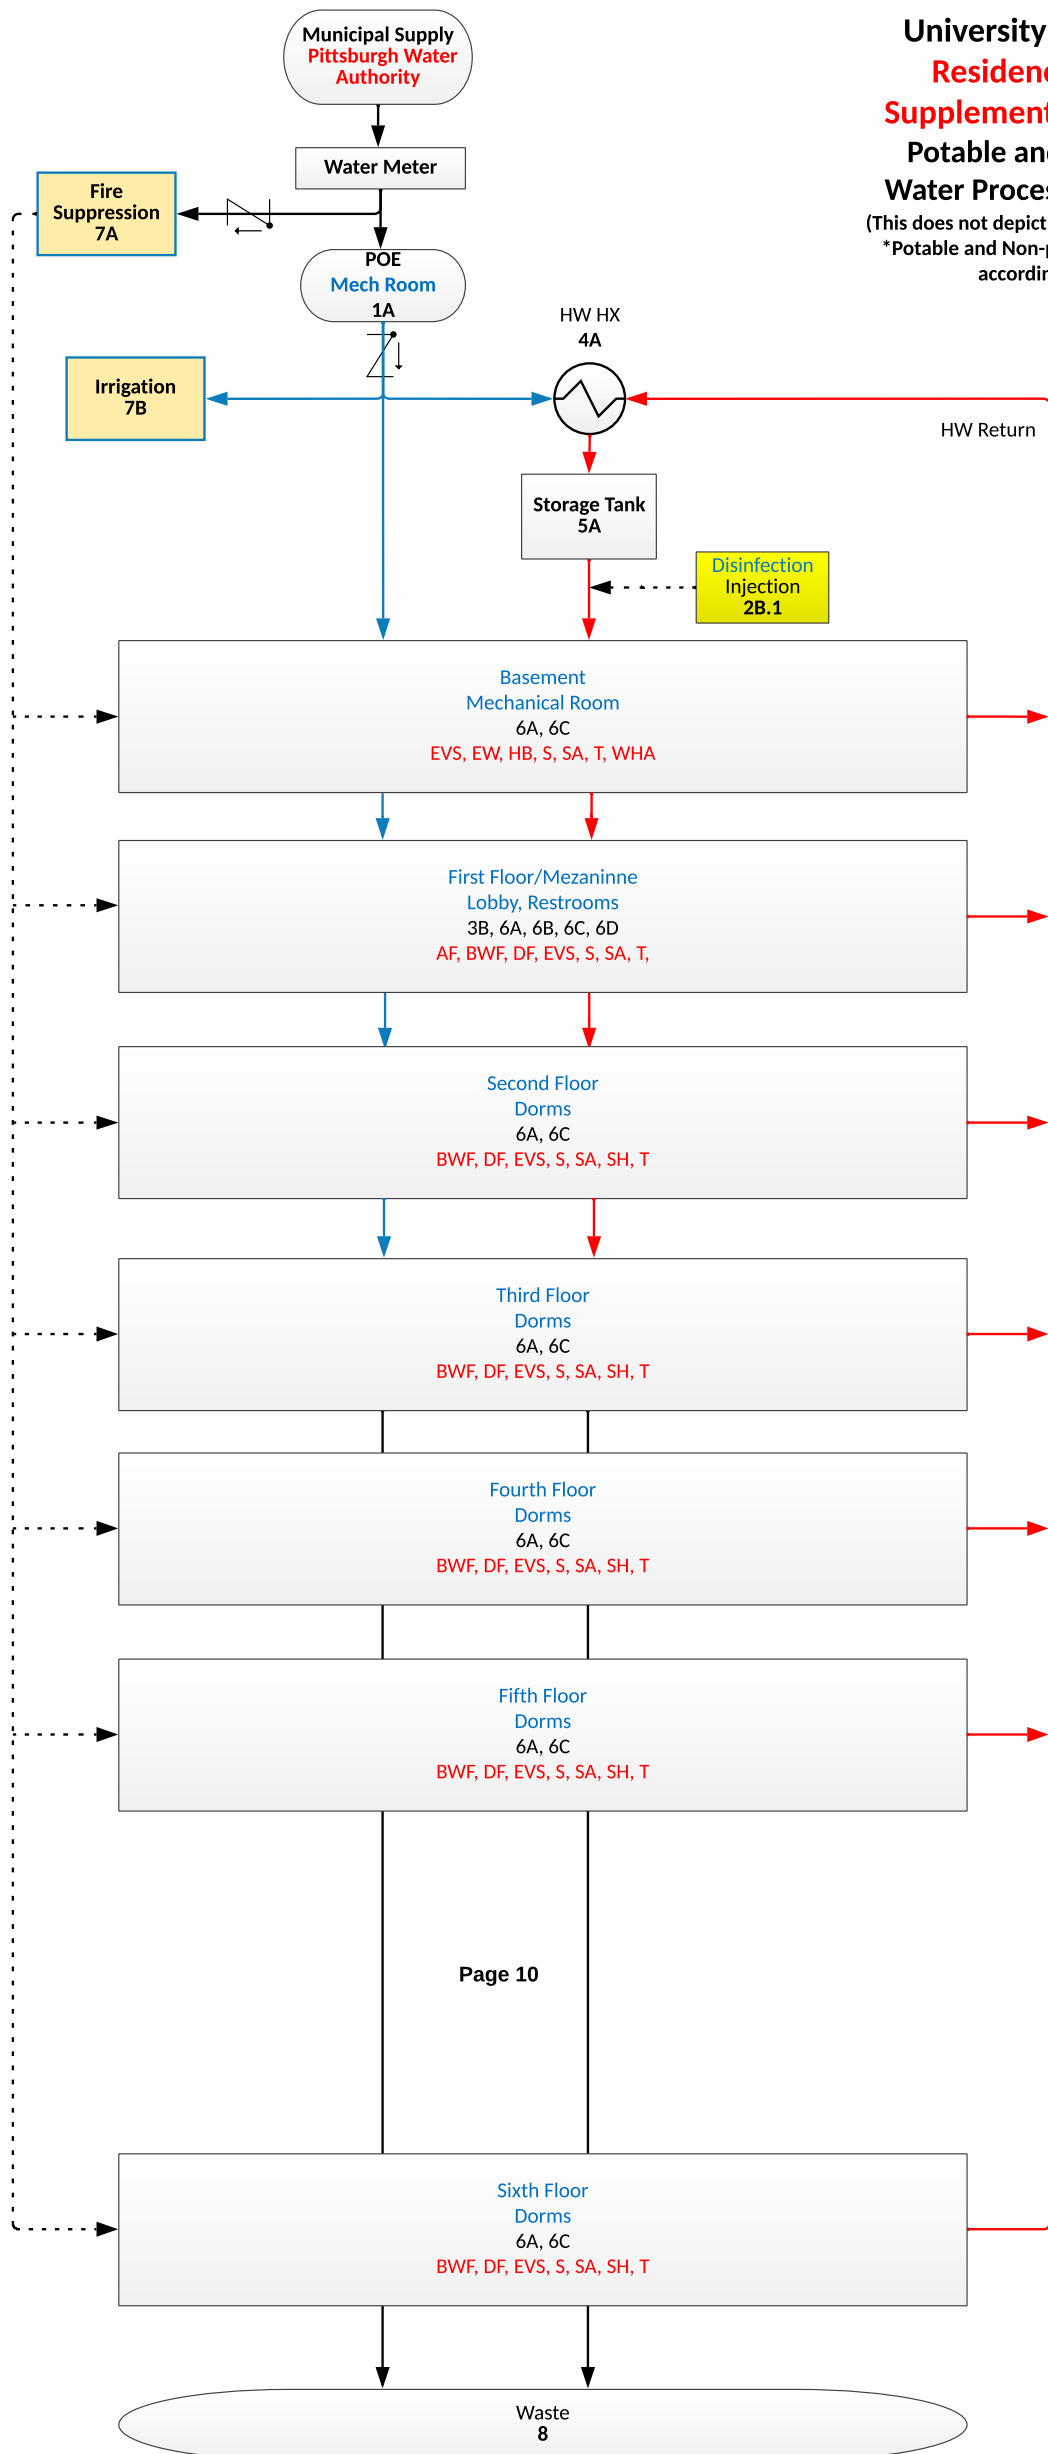 Municipal Supply
Pittsburgh Water
Authority
University
Residenc
Supplement
Potable and
Water Proces
(This does not depict
*Potable and Non-p
accordin
Water Meter
Fire
Suppression
7A
POE
Mech Room
1A
HW HX
4A
Irrigation
7B
HW Return
Storage Tank
5A
Disinfection
Injection
2B.1
Basement
Mechanical Room
6A, 6C
EVS, EW, HB, S, SA, T, WHA
First Floor/Mezaninne
Lobby, Restrooms
3B, 6A, 6B, 6C, 6D
AF, BWF, DF, EVS, S, SA, T,
Second Floor
Dorms
6A, 6C
BWF, DF, EVS, S, SA, SH, T
Third Floor
Dorms
6A, 6C
BWF, DF, EVS, S, SA, SH, T
Fourth Floor
Dorms
6A, 6C
BWF, DF, EVS, S, SA, SH, T
Fifth Floor
Dorms
6A, 6C
BWF, DF, EVS, S, SA, SH, T
Page 10
Sixth Floor
Dorms
6A, 6C
BWF, DF, EVS, S, SA, SH, T
Waste
8